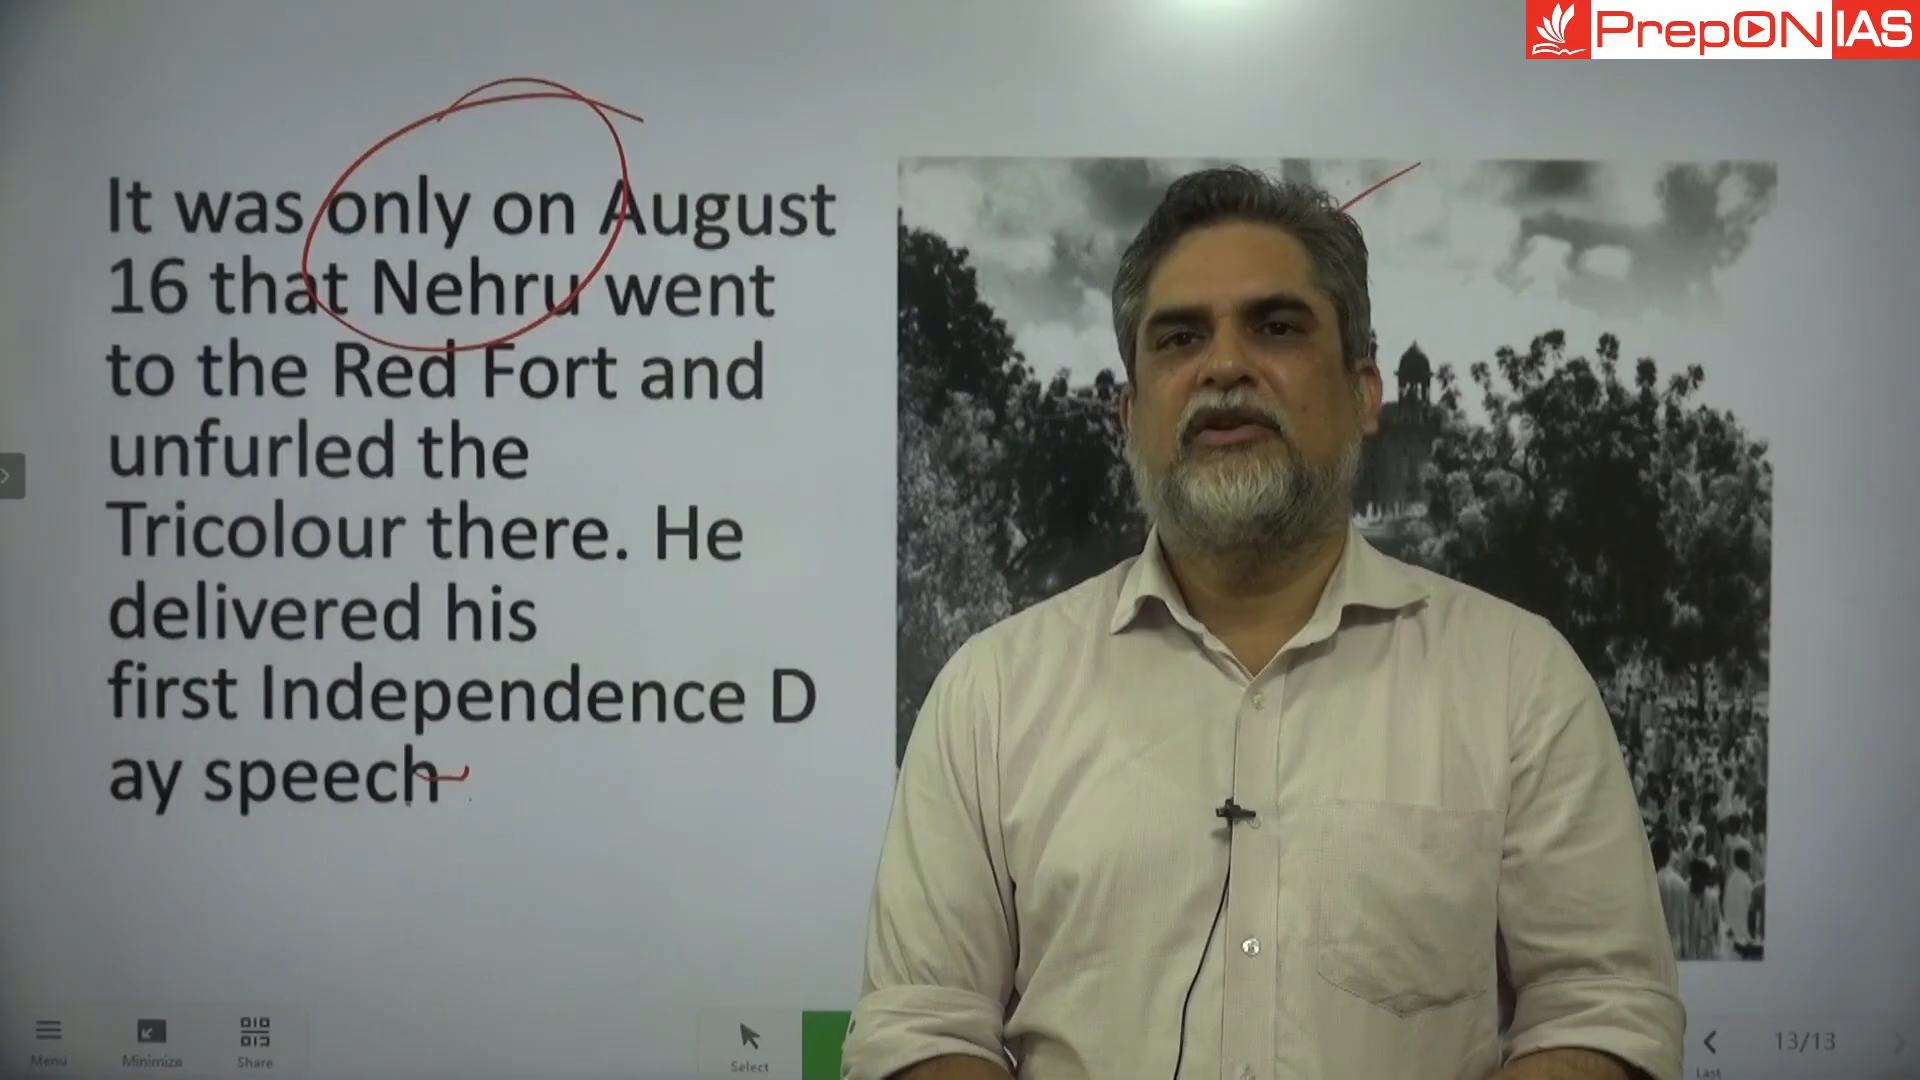 PrepON IAS
It was only on August
16 that Nehru went
to the Red Fort and
unfurled the
Tricolour there. He
delivered his
first Independence D
ay speech
Menu
Minimize
Share
Select
Last
13/13